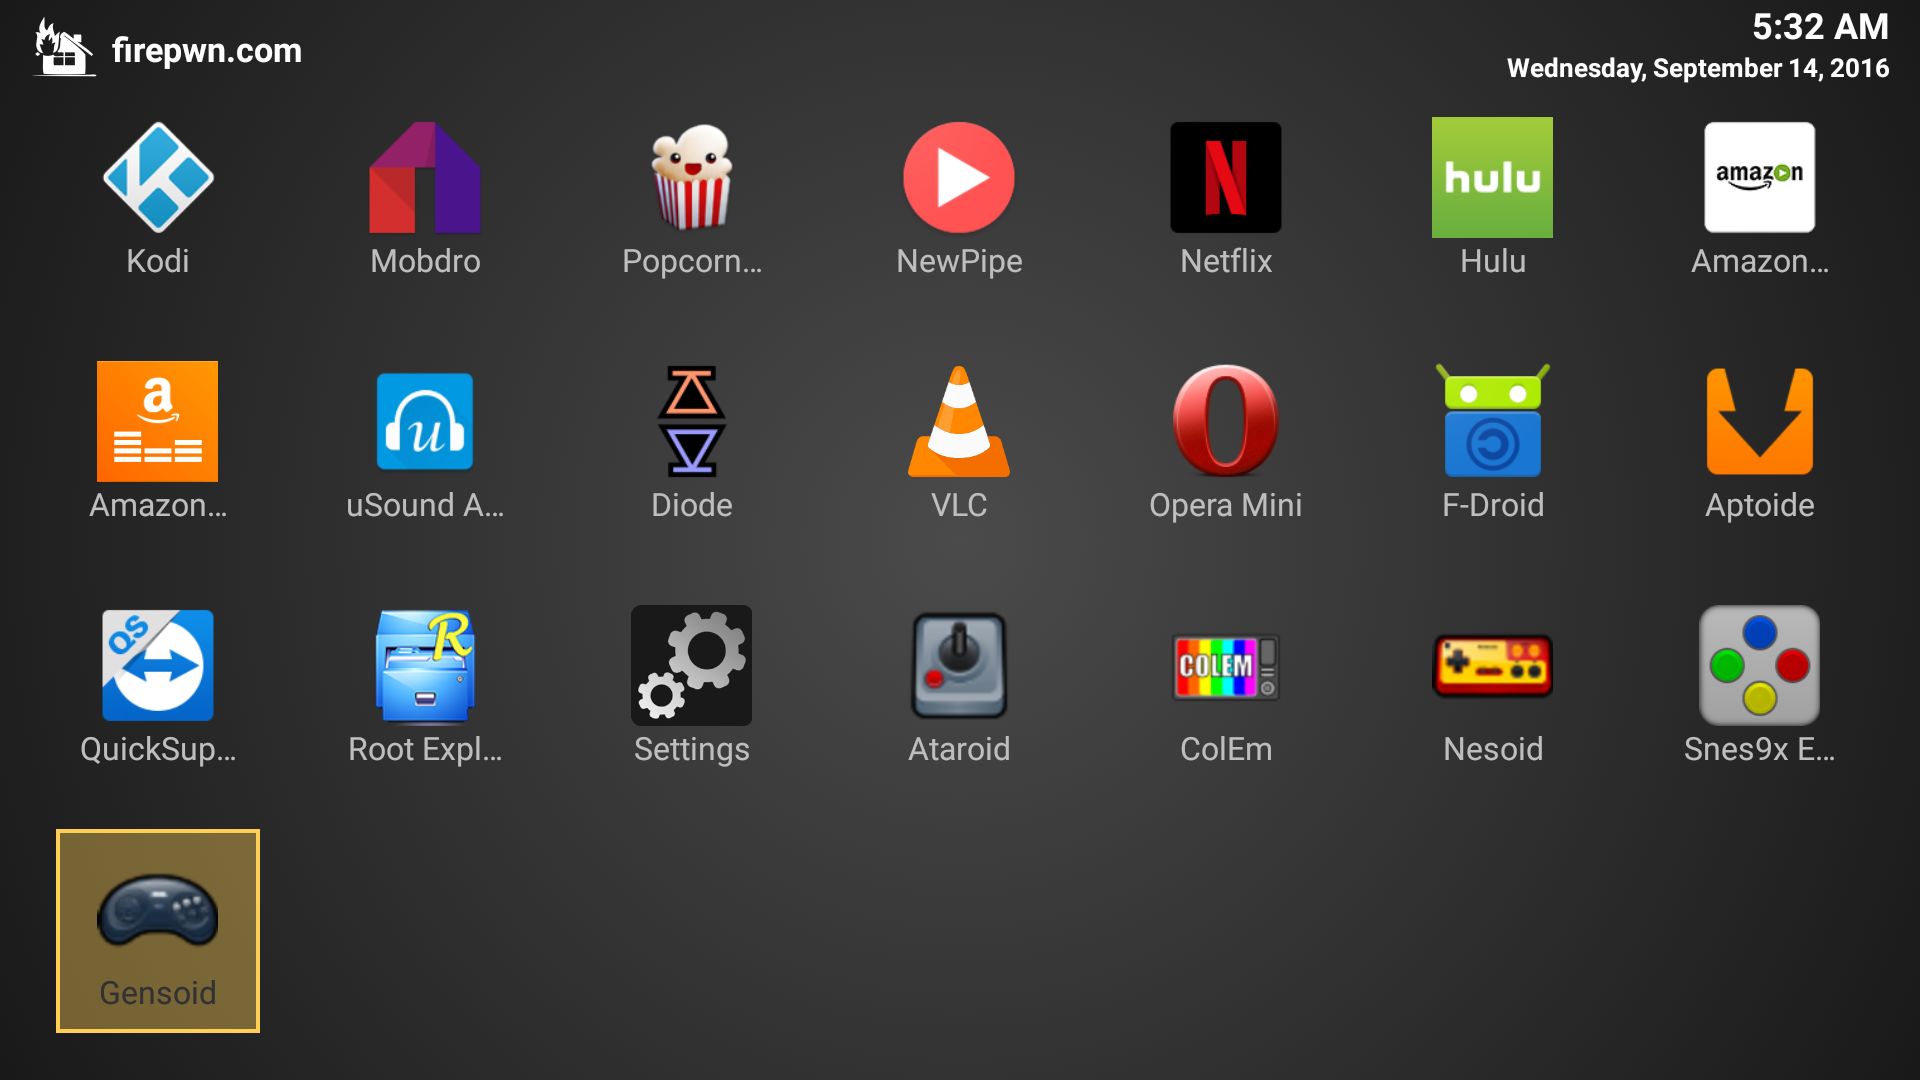 firepwn.com
5:32 AM
Wednesday, September 14, 2016
hulu
amazon
Kodi
Mobdro
Popcorn...
NewPipe
Netflix
Hulu
Amazon...
a
u
Amazon...
uSound A...
Diode
VLC
Opera Mini
F-Droid
Aptoide
QS
R
COLEM
QuickSup...
Root Expl...
Settings
Ataroid
ColEm
Nesoid
Snes9x E...
Gensoid